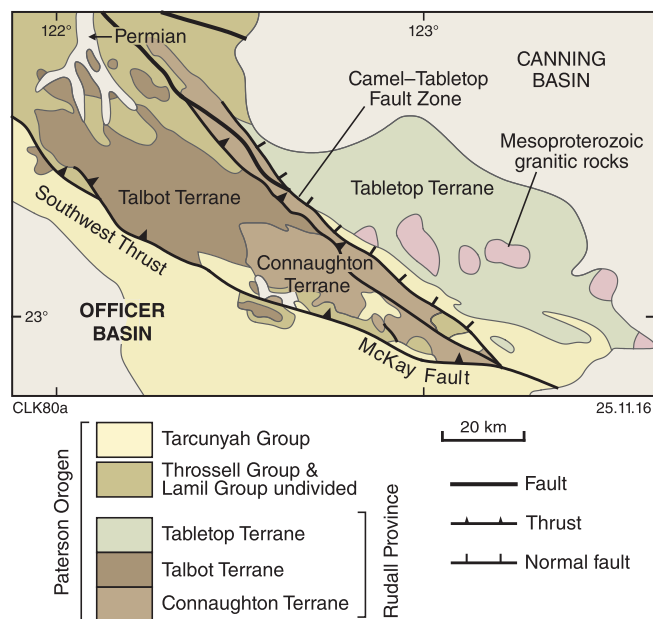 122°
123°
Permian
CANNING
BASIN
Camel–Tabletop
Fault Zone
Mesoproterozoic
granitic rocks
Talbot Terrane
Tabletop Terrane
Southwest Thrust
Connaughton
Terrane
23°
OFFICER
BASIN
McKay Fault
CLK80a
25.11.16
20 km
Paterson Orogen
Tarcunyah Group
Throssell Group &
Lamil Group undivided
Tabletop Terrane
Talbot Terrane
Connaughton Terrane
Rudall Province
Fault
Thrust
Normal fault